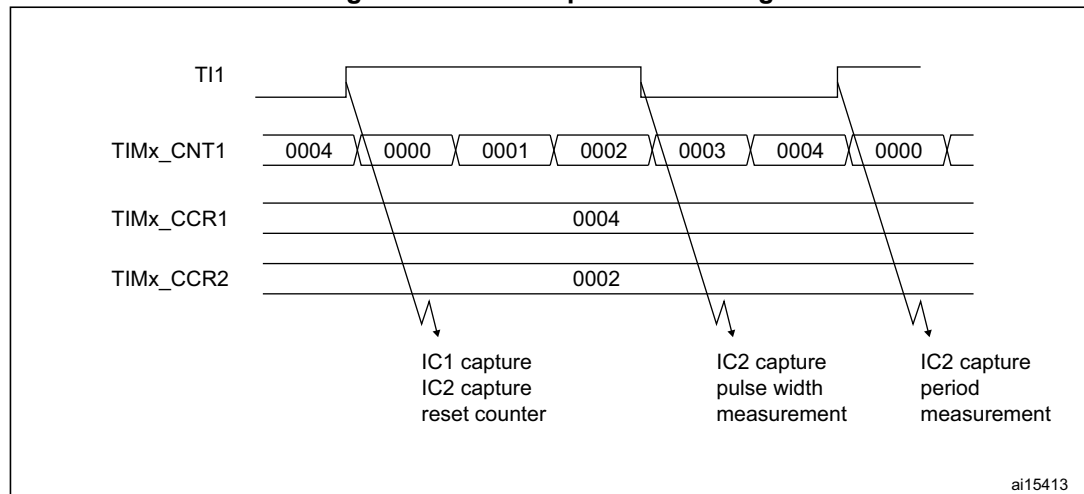 TI1
TIMx_CNT1 0004 0000 0001 0002 0003 0004 0000
TIMx_CCR1 0004
TIMx_CCR2 0002
IC1 capture
IC2 capture
reset counter
IC2 capture
pulse width
measurement
IC2 capture
period
measurement
ai15413